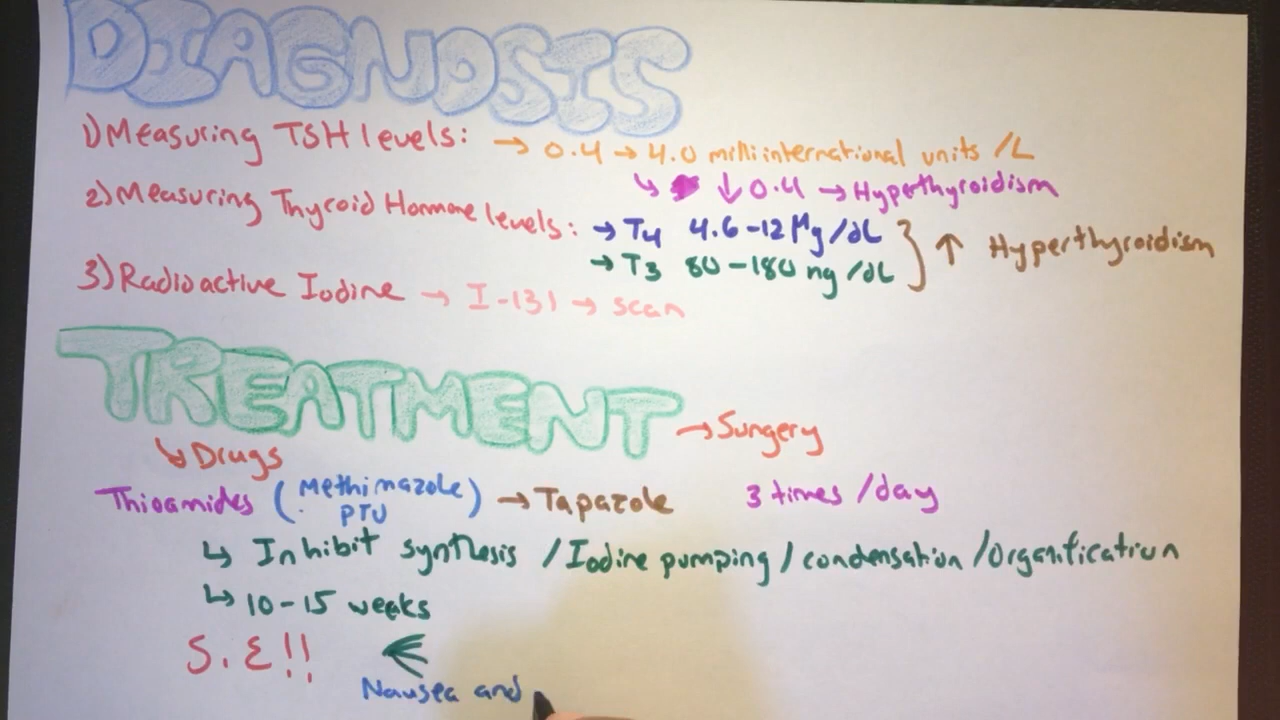 DIAGNOSIS
1) Measuring TSH levels: → 0.4 → 4.0 milli international units /L
↳ ↓ 0.4 → Hyperthyroidism
2) Measuring Thyroid Hormone levels: → T4 4.6-12 Mg/dL
→ T3 80-180 ng/dL } ↑ Hyperthyroidism
3) Radioactive Iodine → I-131 → scan
TREATMENT → Surgery
↳ Drugs
Thioamides (Methimazole) → Tapazole 3 times /day
PTU
↳ Inhibit synthesis /Iodine pumping / condensation /Organification
↳ 10-15 weeks
S.E!!
Nausea and